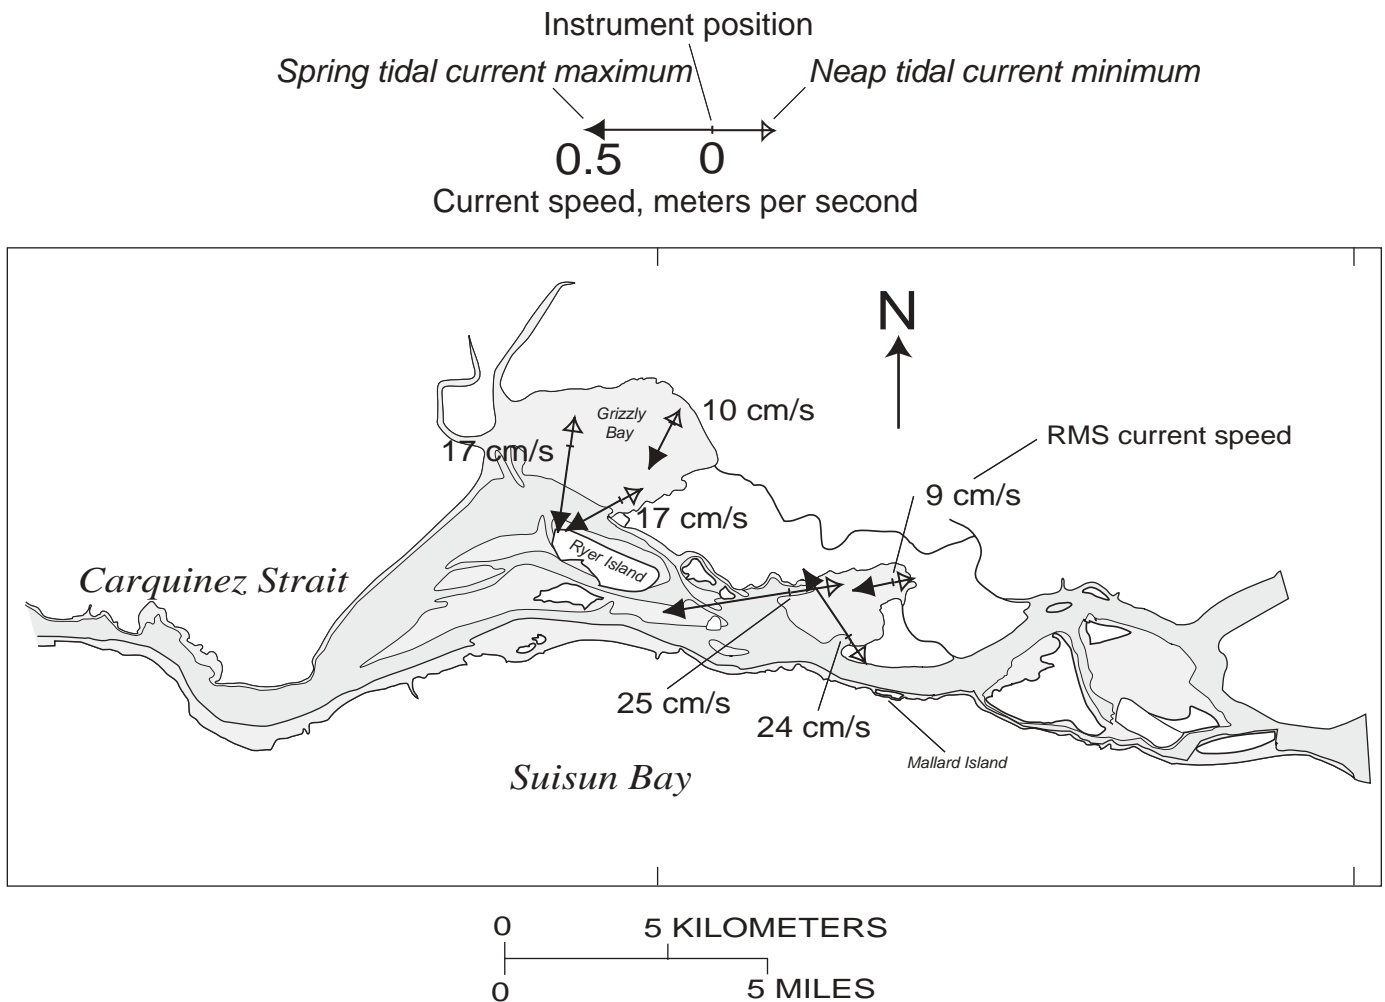 Instrument position
Spring tidal current maximum
Neap tidal current minimum
0.5 0
Current speed, meters per second
N
Grizzly
Bay
10 cm/s
17 cm/s
RMS current speed
9 cm/s
17 cm/s
Ryer Island
Carquinez Strait
25 cm/s
24 cm/s
Mallard Island
Suisun Bay
0 5 KILOMETERS
0 5 MILES